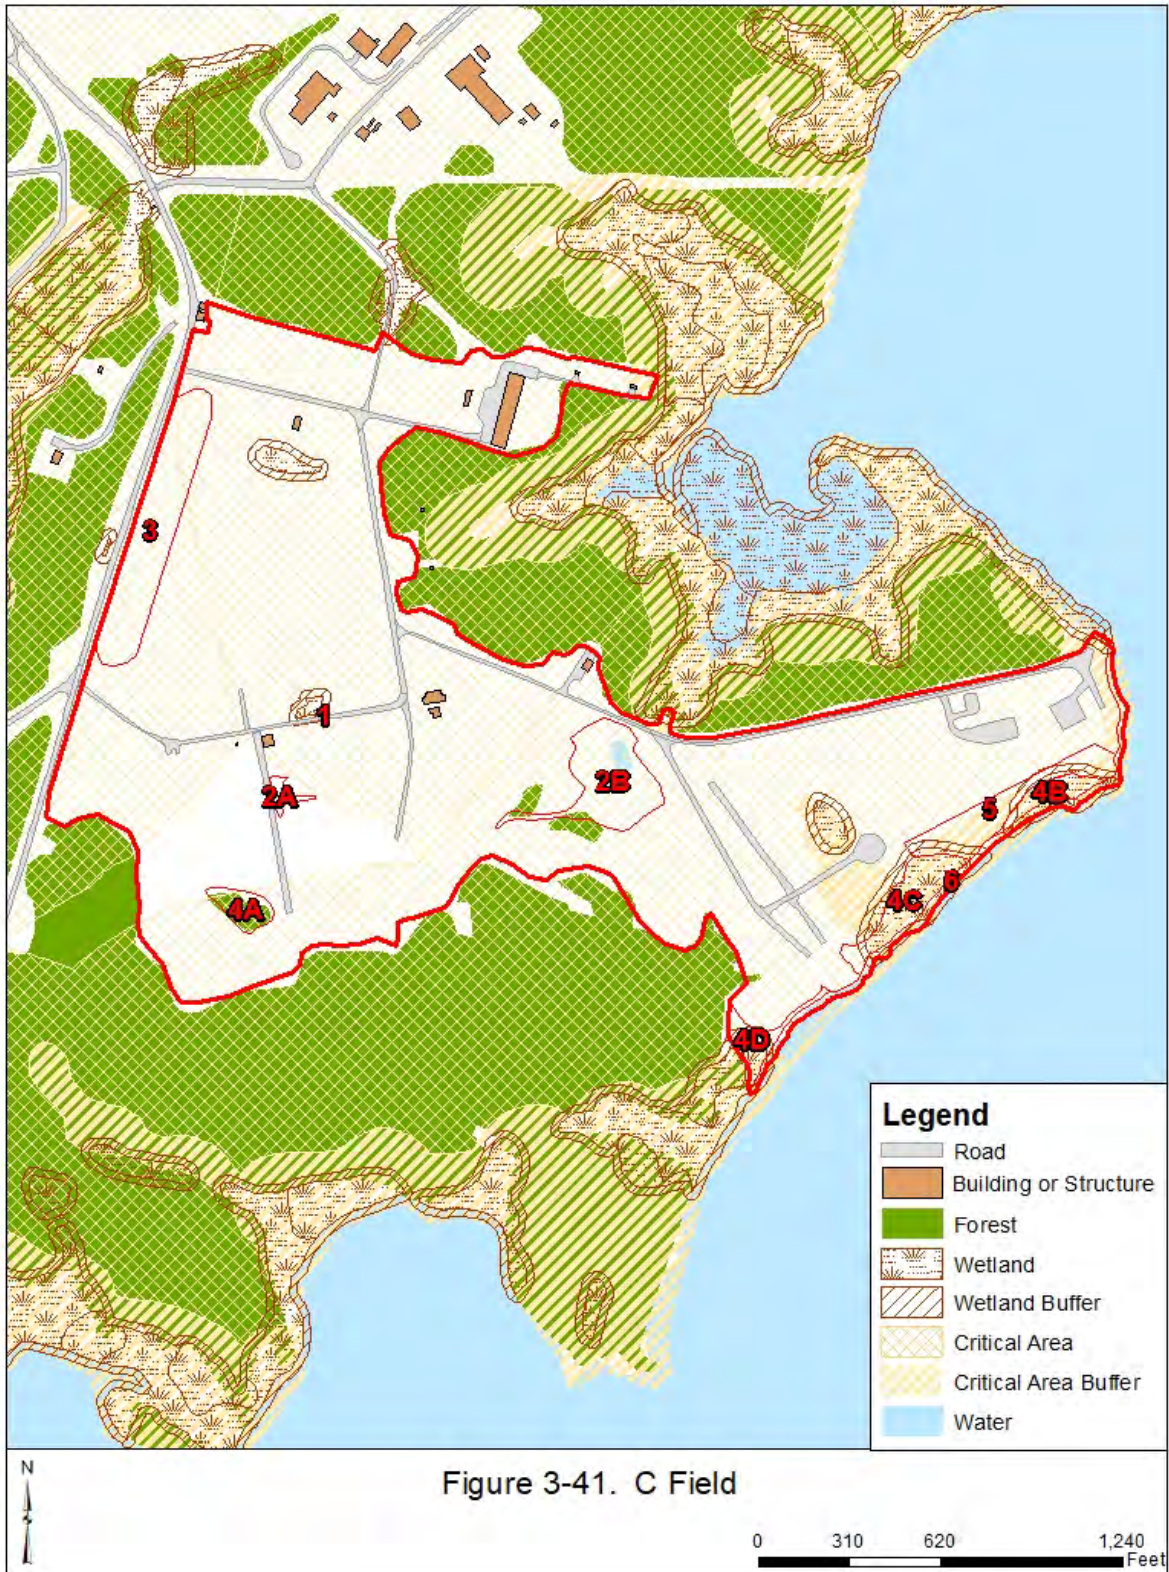 3
1
2A
2B
4B
5
6
4C
4A
4D
Legend
Road
Building or Structure
Forest
Wetland
Wetland Buffer
Critical Area
Critical Area Buffer
Water
N
Figure 3-41. C Field
0 310 620 1,240
Feet